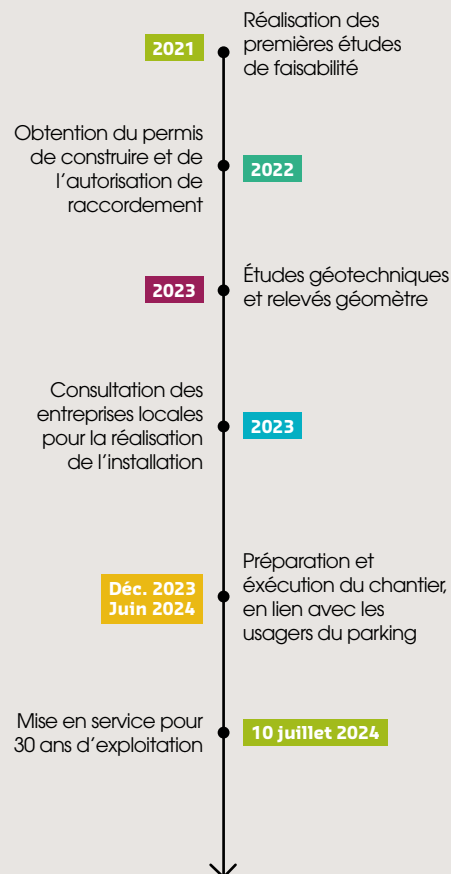 2021
Réalisation des
premières études
de faisabilité
Obtention du permis
de construire et de
l'autorisation de
raccordement
2022
2023
Études géotechniques
et relevés géomètre
Consultation des
entreprises locales
pour la réalisation
de l'installation
2023
Déc. 2023
Juin 2024
Préparation et
éxécution du chantier,
en lien avec les
usagers du parking
Mise en service pour
30 ans d'exploitation
10 juillet 2024